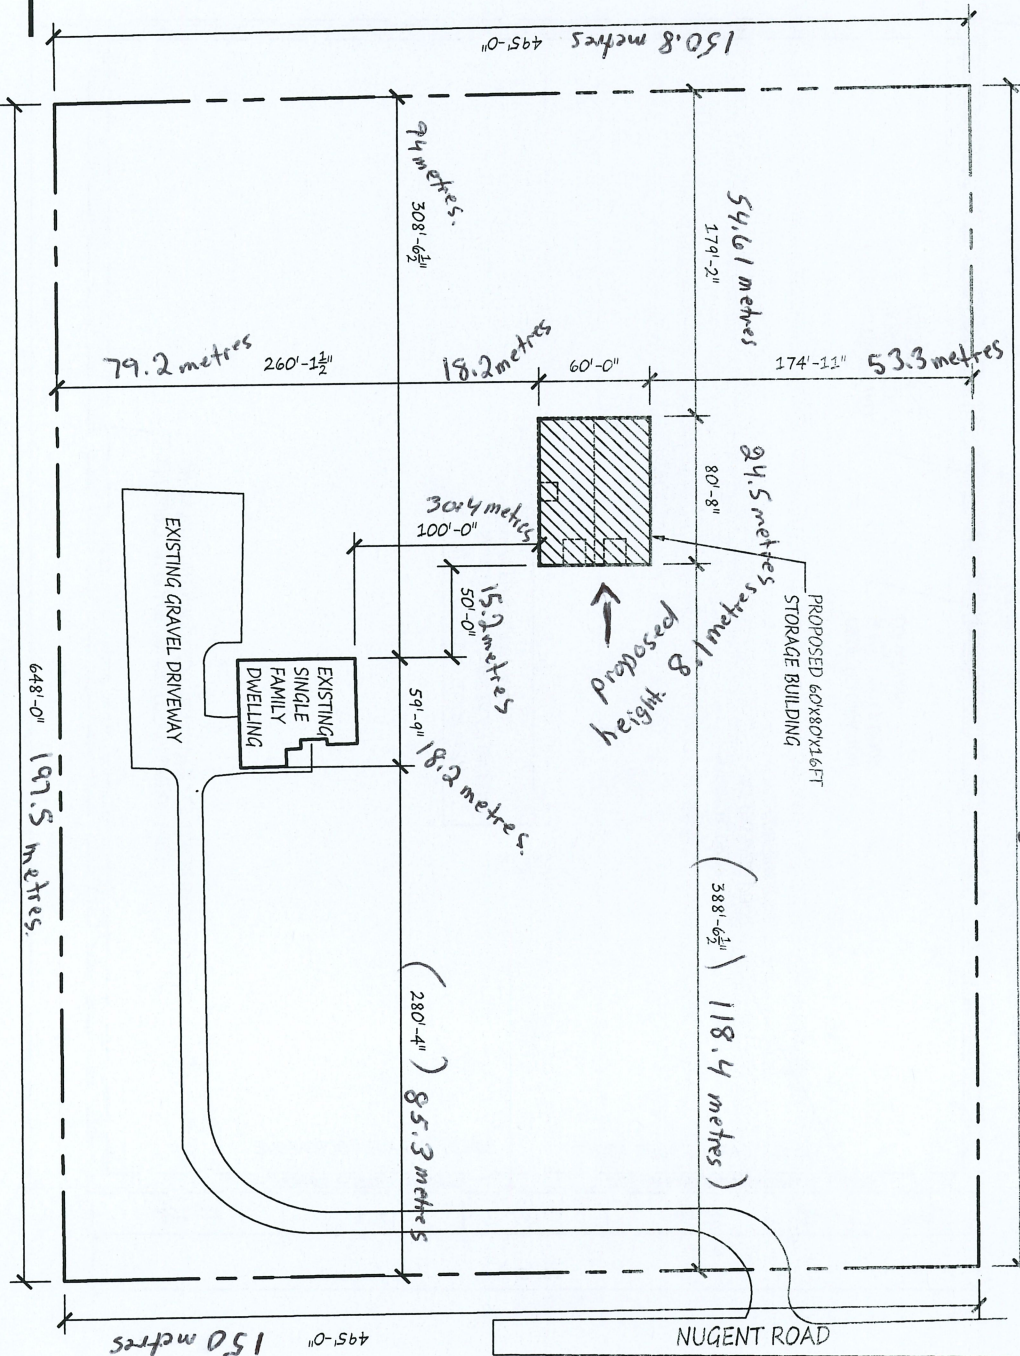 150.8 metres 495'-0"
94 metres.
308'-6½"
54.61 metres
179'-2"
79.2 metres 260'-1½" 18.2 metres 60'-0" 174'-11" 53.3 metres
24.5 metres
80'-8"
30.4 metres
100'-0"
15.2 metres
50'-0"
PROPOSED 60'X80'X16FT
STORAGE BUILDING
proposed
height. 8.1 metres
EXISTING GRAVEL DRIVEWAY
EXISTING
SINGLE
FAMILY
DWELLING
59'-9" 18.2 metres.
648'-0" 197.5 metres.
(388'-6½") 118.4 metres)
(280'-4") 85.3 metres
150 metres 495'-0"
NUGENT ROAD